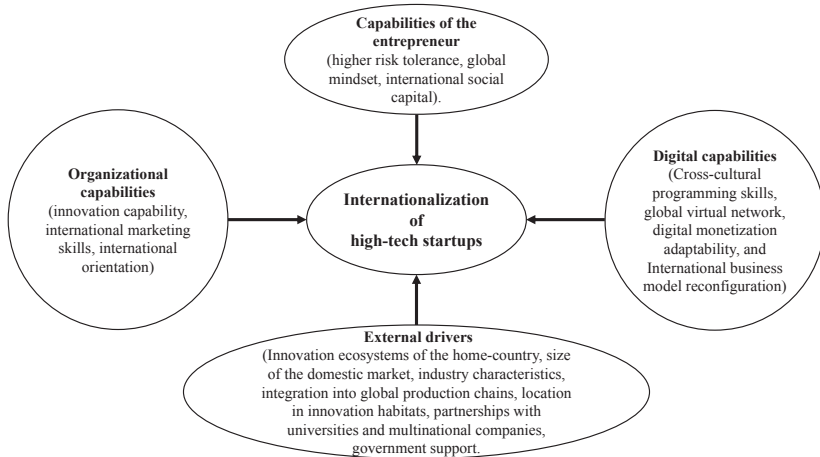 Capabilities of the
entrepreneur
(higher risk tolerance, global
mindset, international social
capital).
Organizational
capabilities
(innovation capability,
international marketing
skills, international
orientation)
Internationalization
of
high-tech startups
Digital capabilities
(Cross-cultural
programming skills,
global virtual network,
digital monetization
adaptability, and
International business
model reconfiguration)
External drivers
(Innovation ecosystems of the home-country, size
of the domestic market, industry characteristics,
integration into global production chains, location
in innovation habitats, partnerships with
universities and multinational companies,
government support.